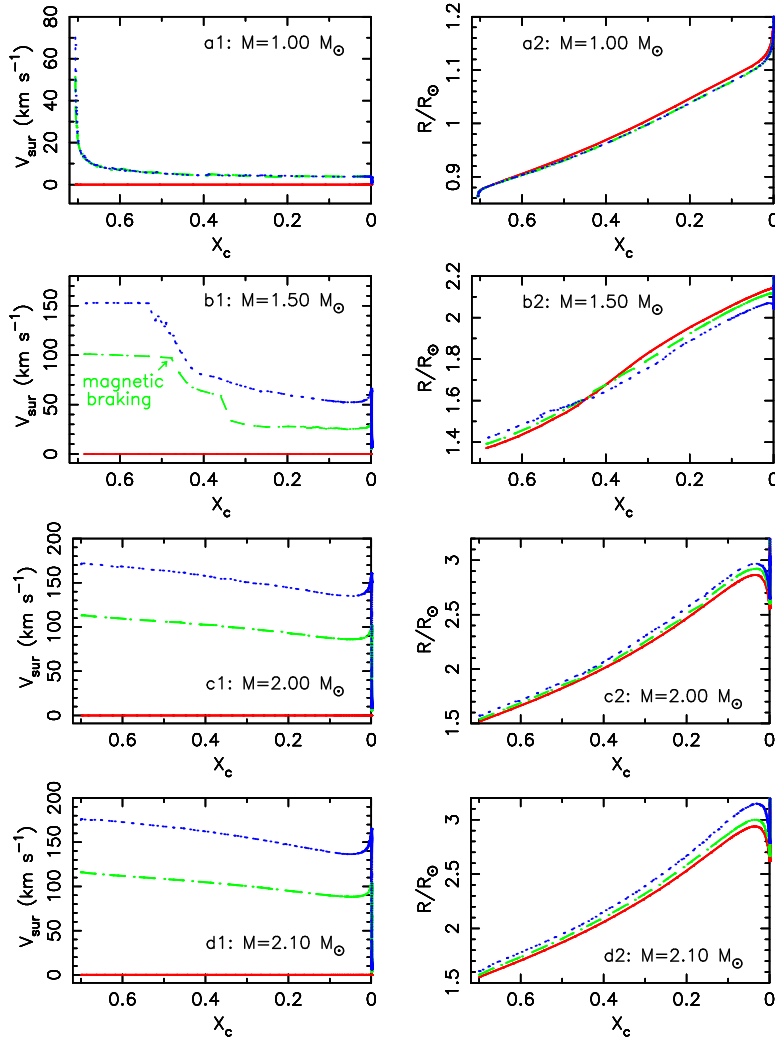 80
60
40
20
0
V_sur (km s⁻¹)
a1: M=1.00 M⊙
0.6 0.4 0.2 0
X_c
1.2
1.1
1
0.9
R/R⊙
a2: M=1.00 M⊙
0.6 0.4 0.2 0
X_c
150
100
50
0
V_sur (km s⁻¹)
b1: M=1.50 M⊙
magnetic
braking
0.6 0.4 0.2 0
X_c
2.2
2
1.8
1.6
1.4
R/R⊙
b2: M=1.50 M⊙
0.6 0.4 0.2 0
X_c
200
150
100
50
0
V_sur (km s⁻¹)
c1: M=2.00 M⊙
0.6 0.4 0.2 0
X_c
3
2.5
2
1.5
R/R⊙
c2: M=2.00 M⊙
0.6 0.4 0.2 0
X_c
200
150
100
50
0
V_sur (km s⁻¹)
d1: M=2.10 M⊙
0.6 0.4 0.2 0
X_c
3
2.5
2
1.5
R/R⊙
d2: M=2.10 M⊙
0.6 0.4 0.2 0
X_c